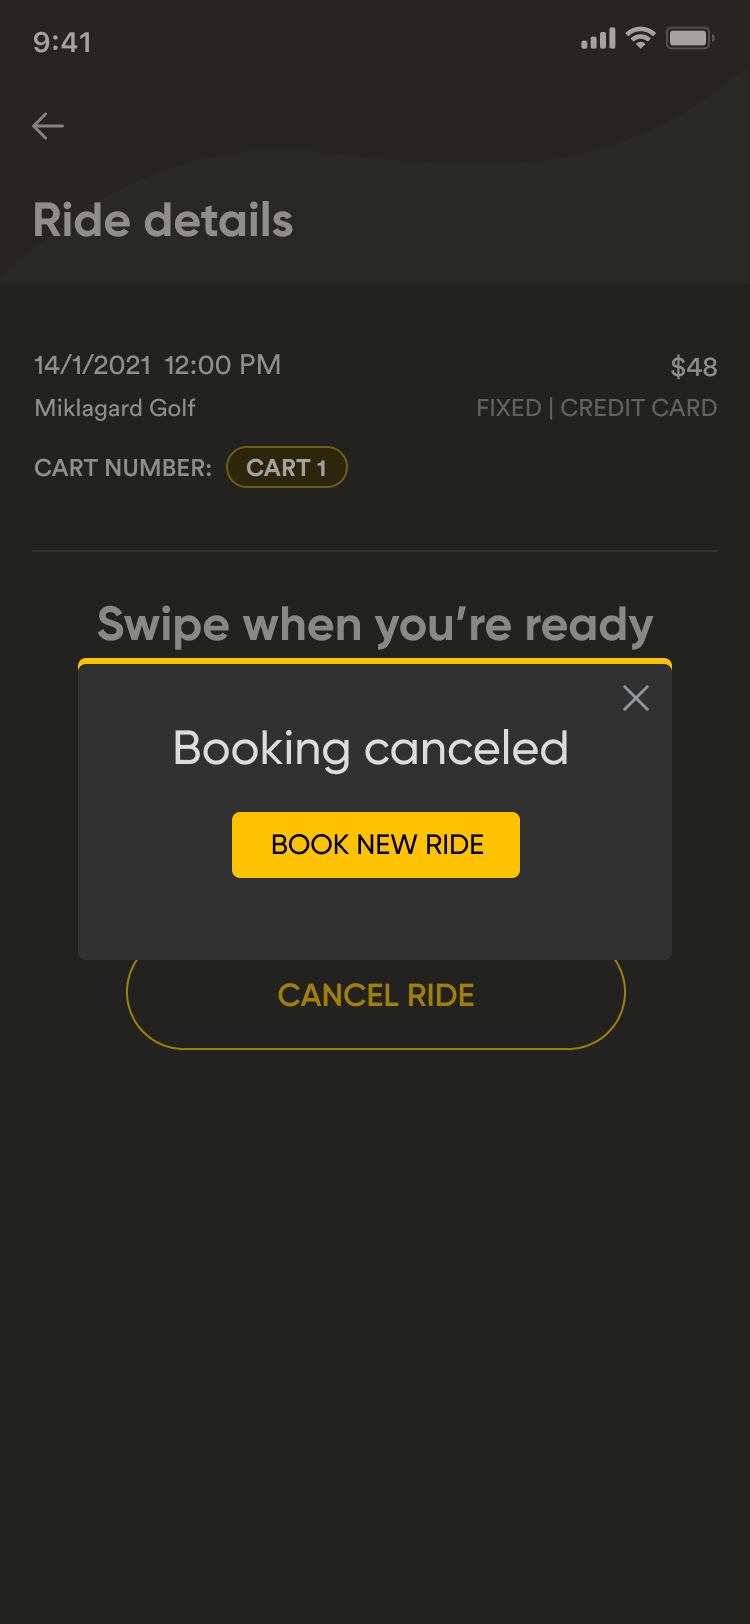 9:41
Ride details
14/1/2021 12:00 PM
$48
Miklagard Golf
FIXED | CREDIT CARD
CART NUMBER: CART 1
Swipe when you’re ready
Booking canceled
BOOK NEW RIDE
CANCEL RIDE